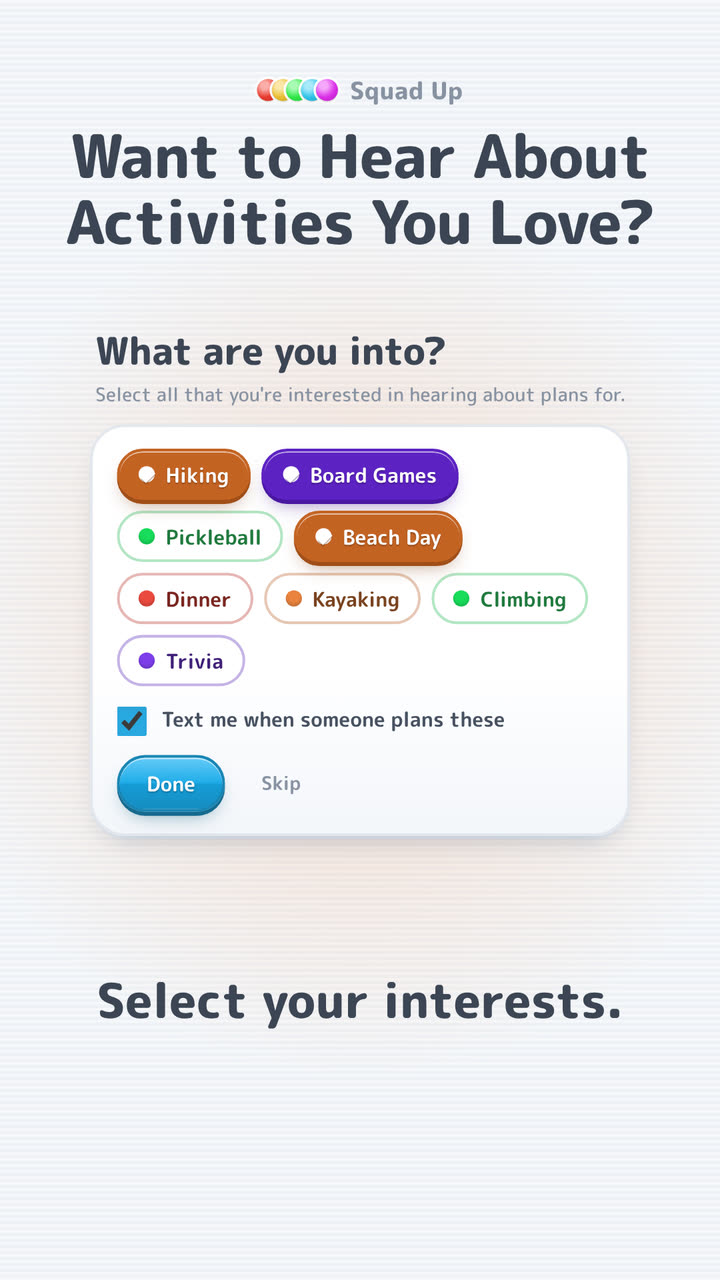 Squad Up
Want to Hear About
Activities You Love?
What are you into?
Select all that you're interested in hearing about plans for.
Hiking
Board Games
Pickleball
Beach Day
Dinner
Kayaking
Climbing
Trivia
Text me when someone plans these
Done
Skip
Select your interests.